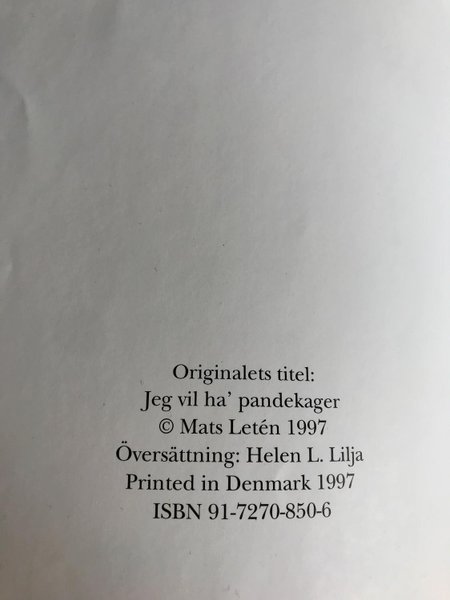 Originalets titel:
Jeg vil ha' pandekager
© Mats Letén 1997
Översättning: Helen L. Lilja
Printed in Denmark 1997
ISBN 91-7270-850-6